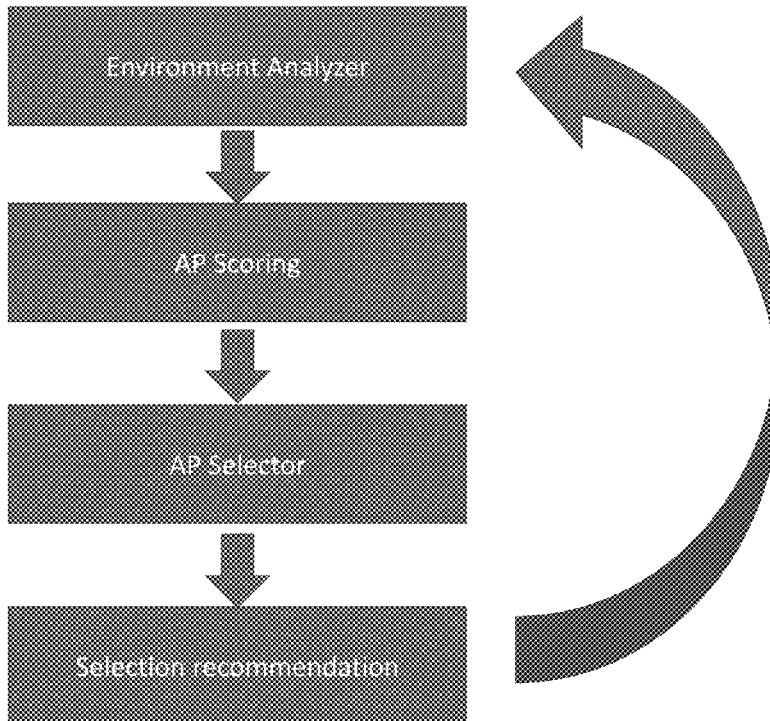 Environment Analyzer
AP Scoring
AP Selector
Selection recommendation